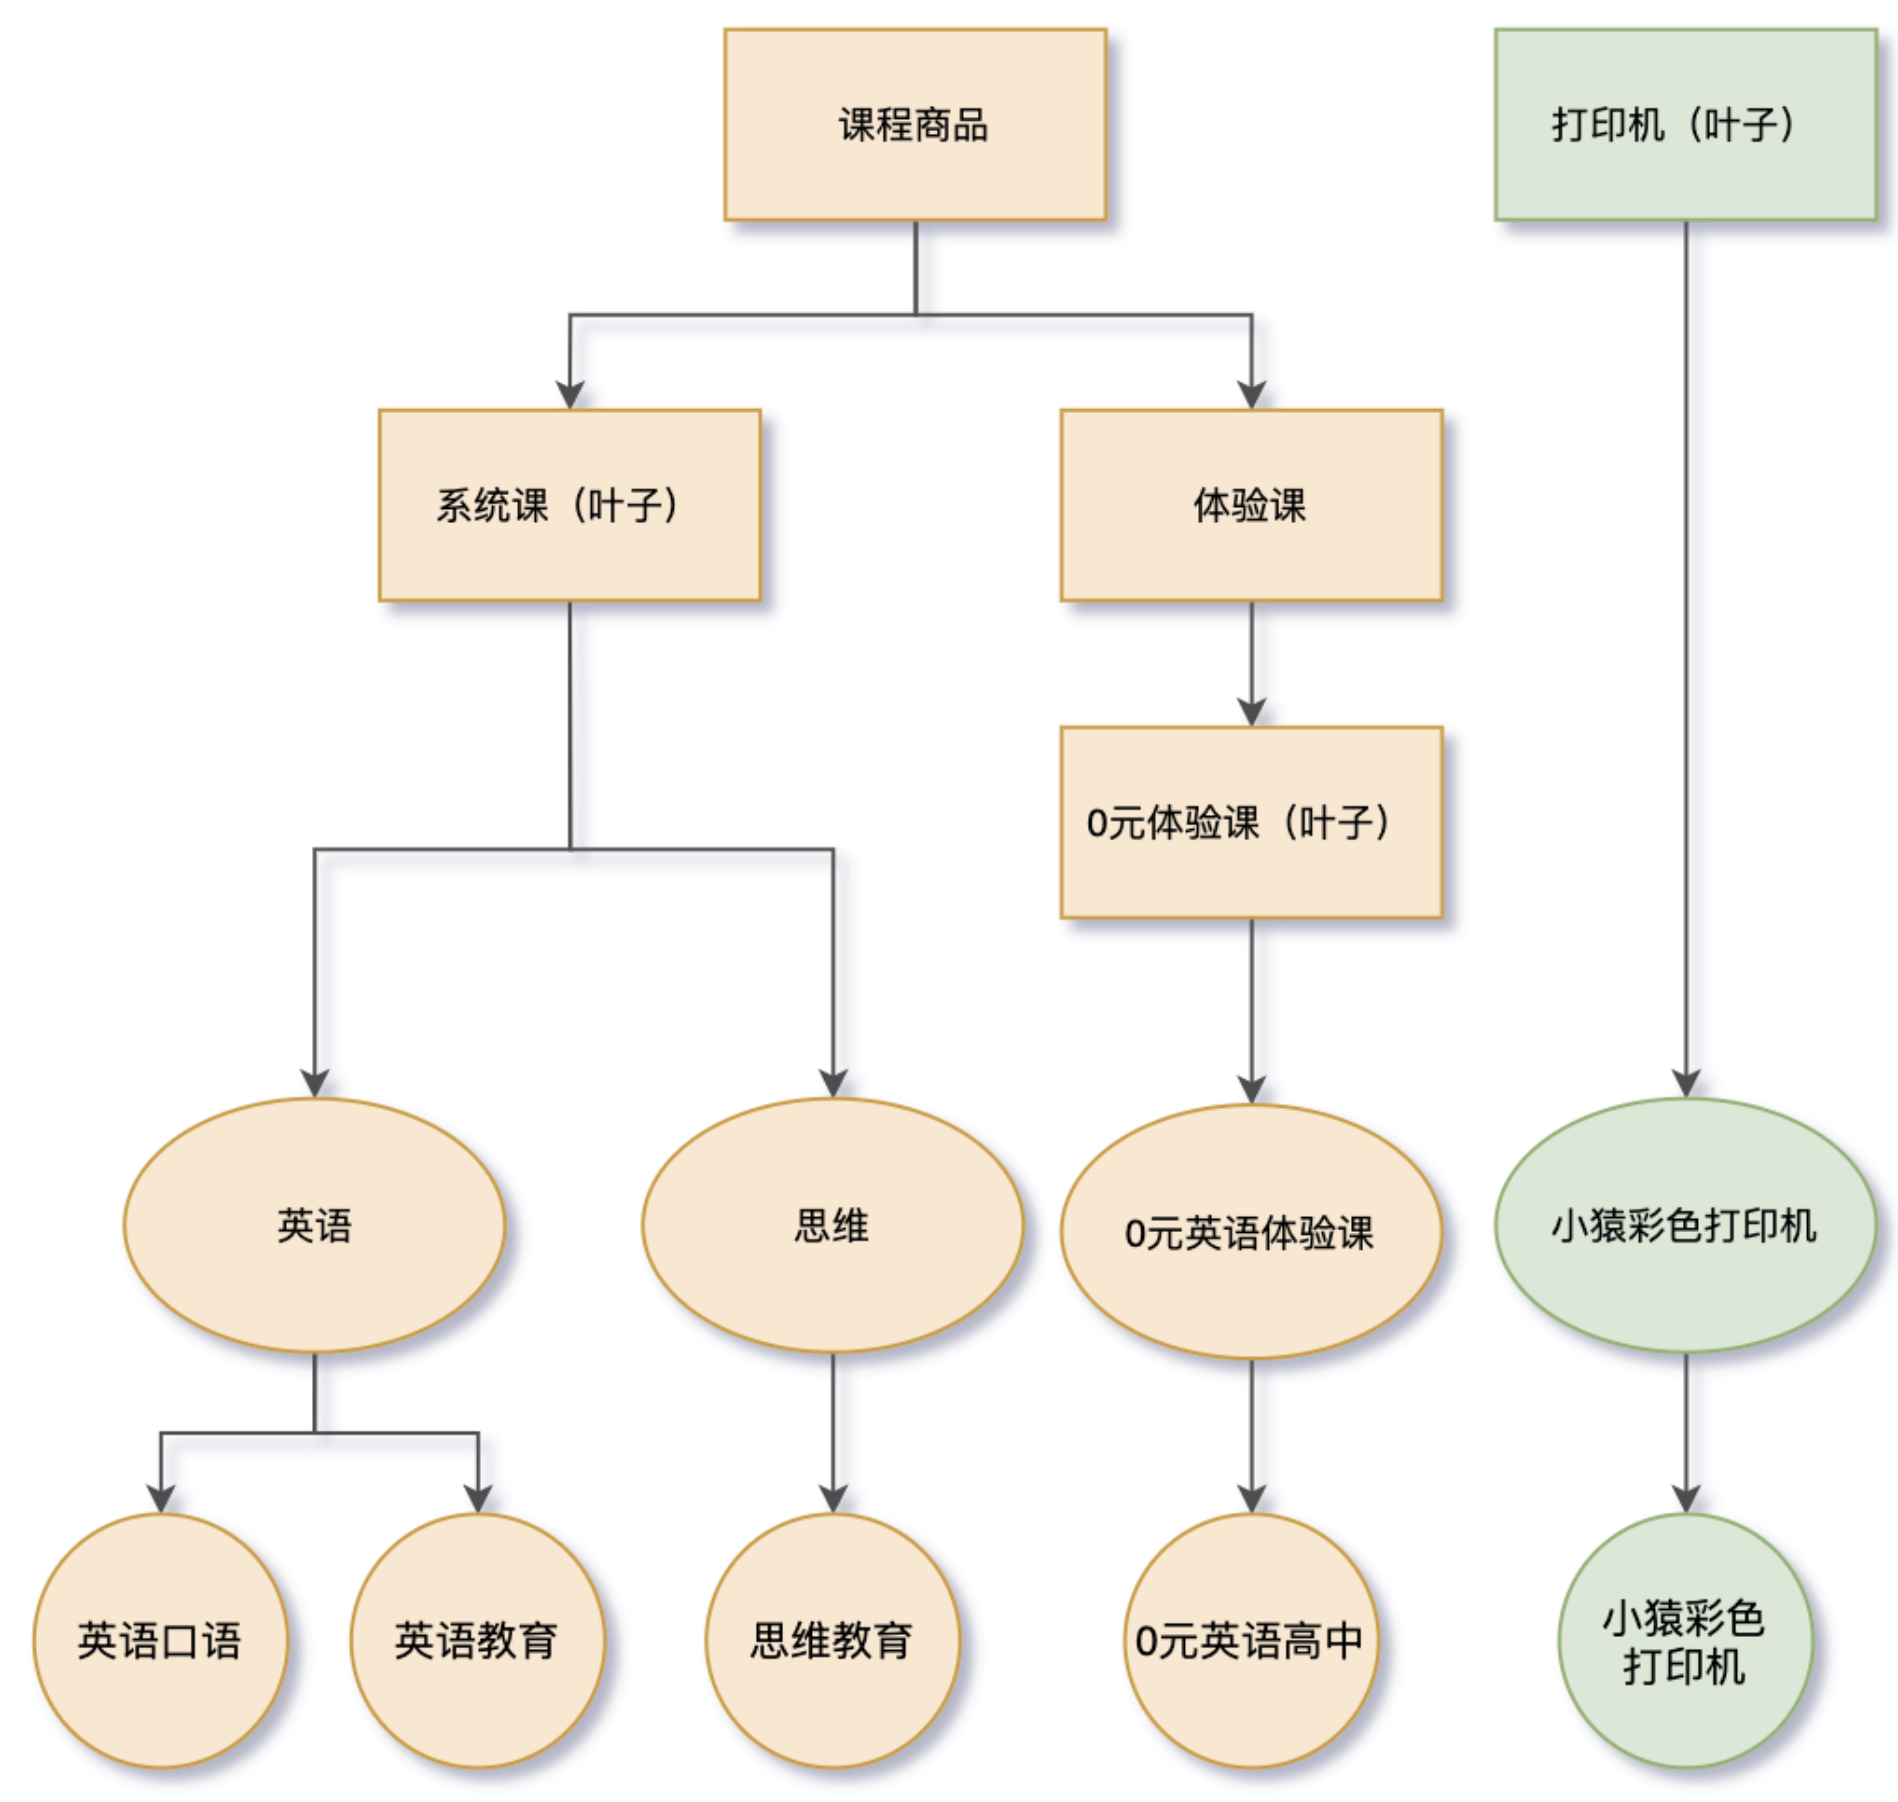 课程商品
打印机（叶子）
系统课（叶子）
体验课
0元体验课（叶子）
英语
思维
0元英语体验课
小猿彩色打印机
英语口语
英语教育
思维教育
0元英语高中
小猿彩色
打印机